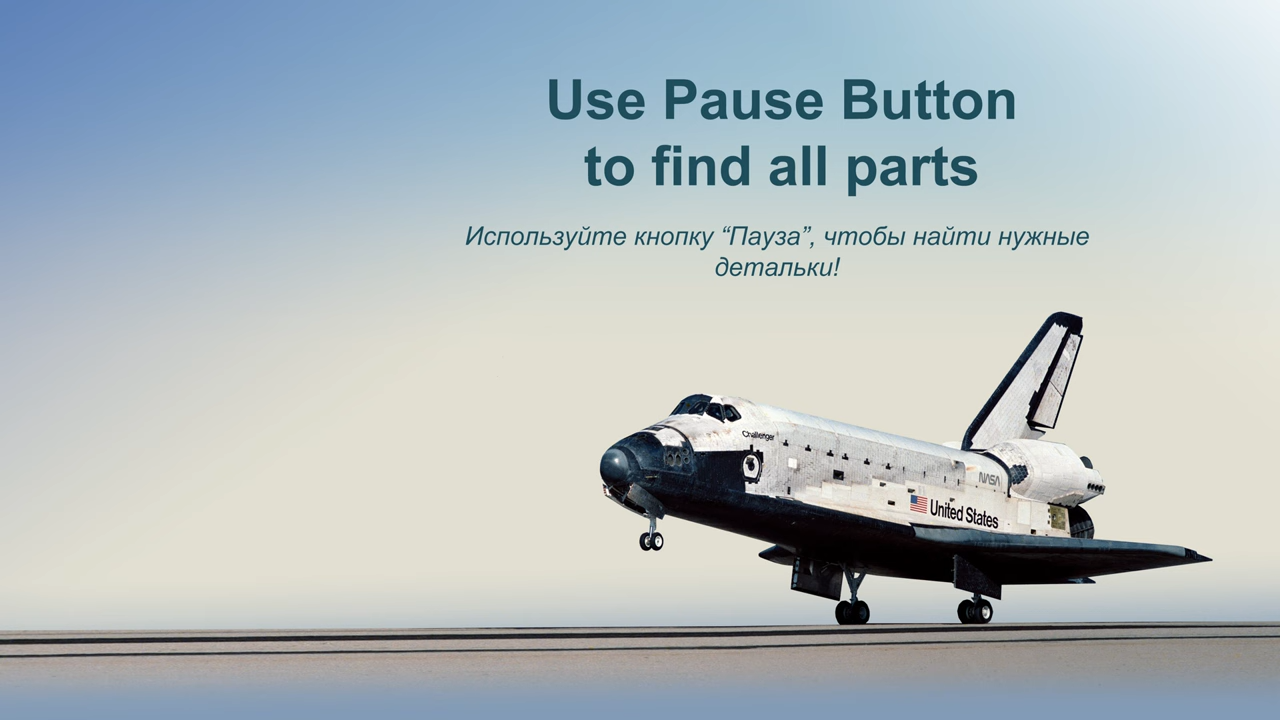 Use Pause Button
to find all parts
Используйте кнопку “Пауза”, чтобы найти нужные
детальки!
Challenger
NASA
United States